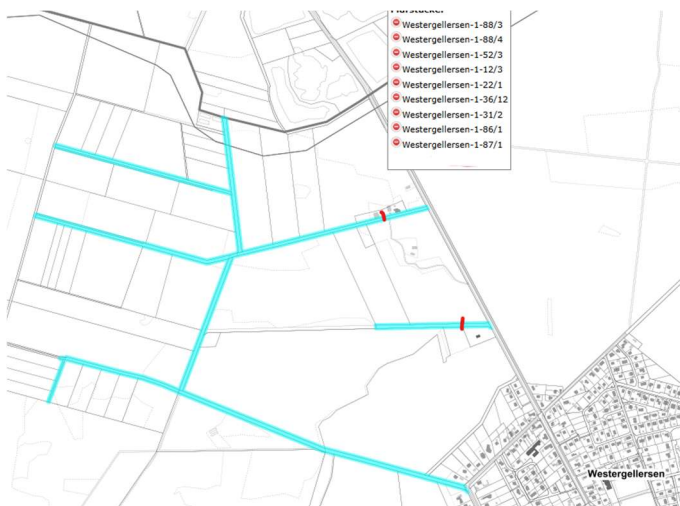 Flurstücke:
Westergellersen-1-88/3
Westergellersen-1-88/4
Westergellersen-1-52/3
Westergellersen-1-12/3
Westergellersen-1-22/1
Westergellersen-1-36/12
Westergellersen-1-31/2
Westergellersen-1-86/1
Westergellersen-1-87/1
Westergellersen